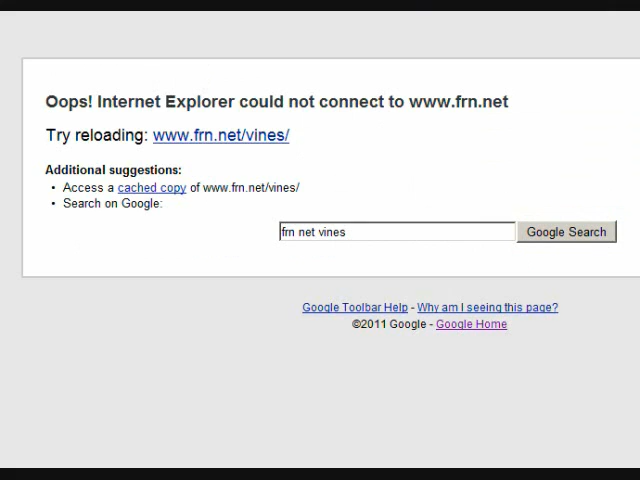 Oops! Internet Explorer could not connect to www.frn.net
Try reloading: www.frn.net/vines/
Additional suggestions:
• Access a cached copy of www.frn.net/vines/
• Search on Google:
frn net vines Google Search
Google Toolbar Help - Why am I seeing this page?
©2011 Google - Google Home